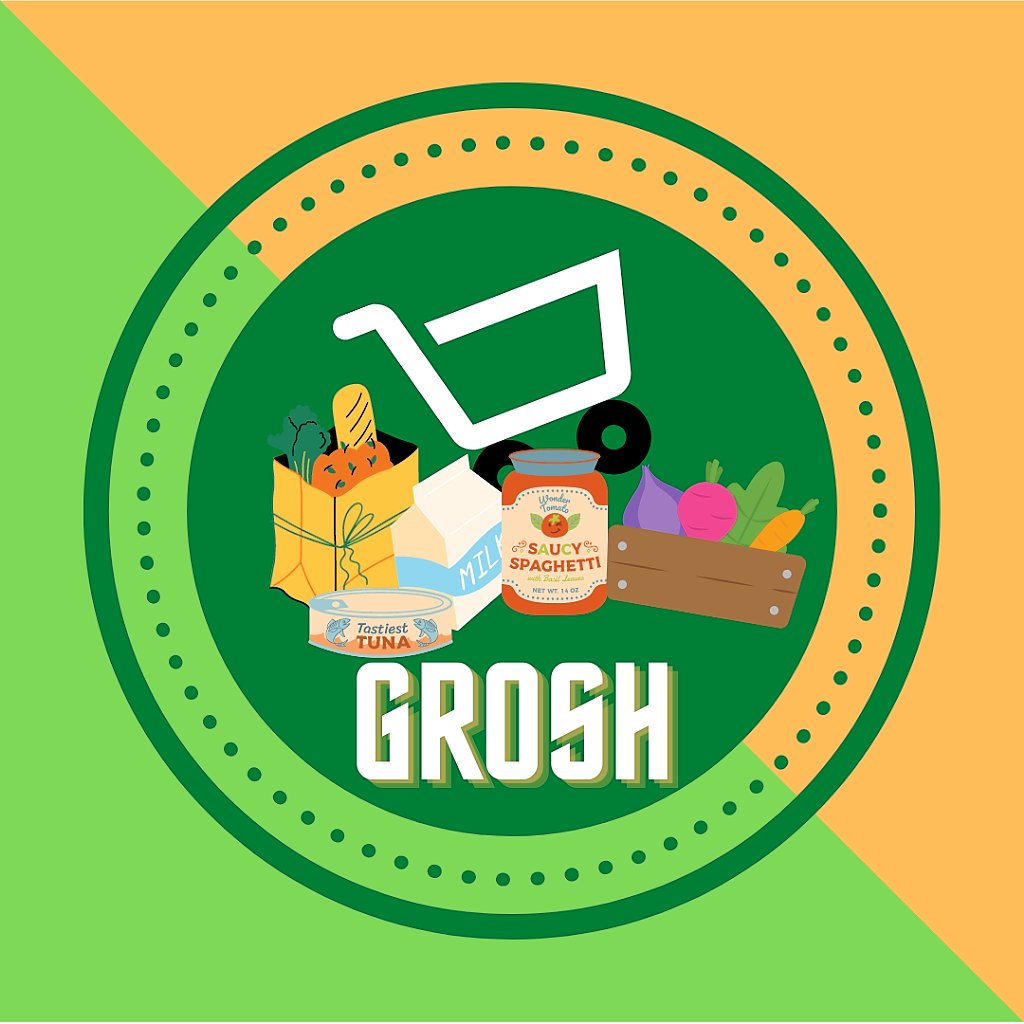 MILK
Wonder
Tomato
SAUCY
SPAGHETTI
with Basil Leaves
NET WT. 14 OZ
Tastiest
TUNA
GROSH